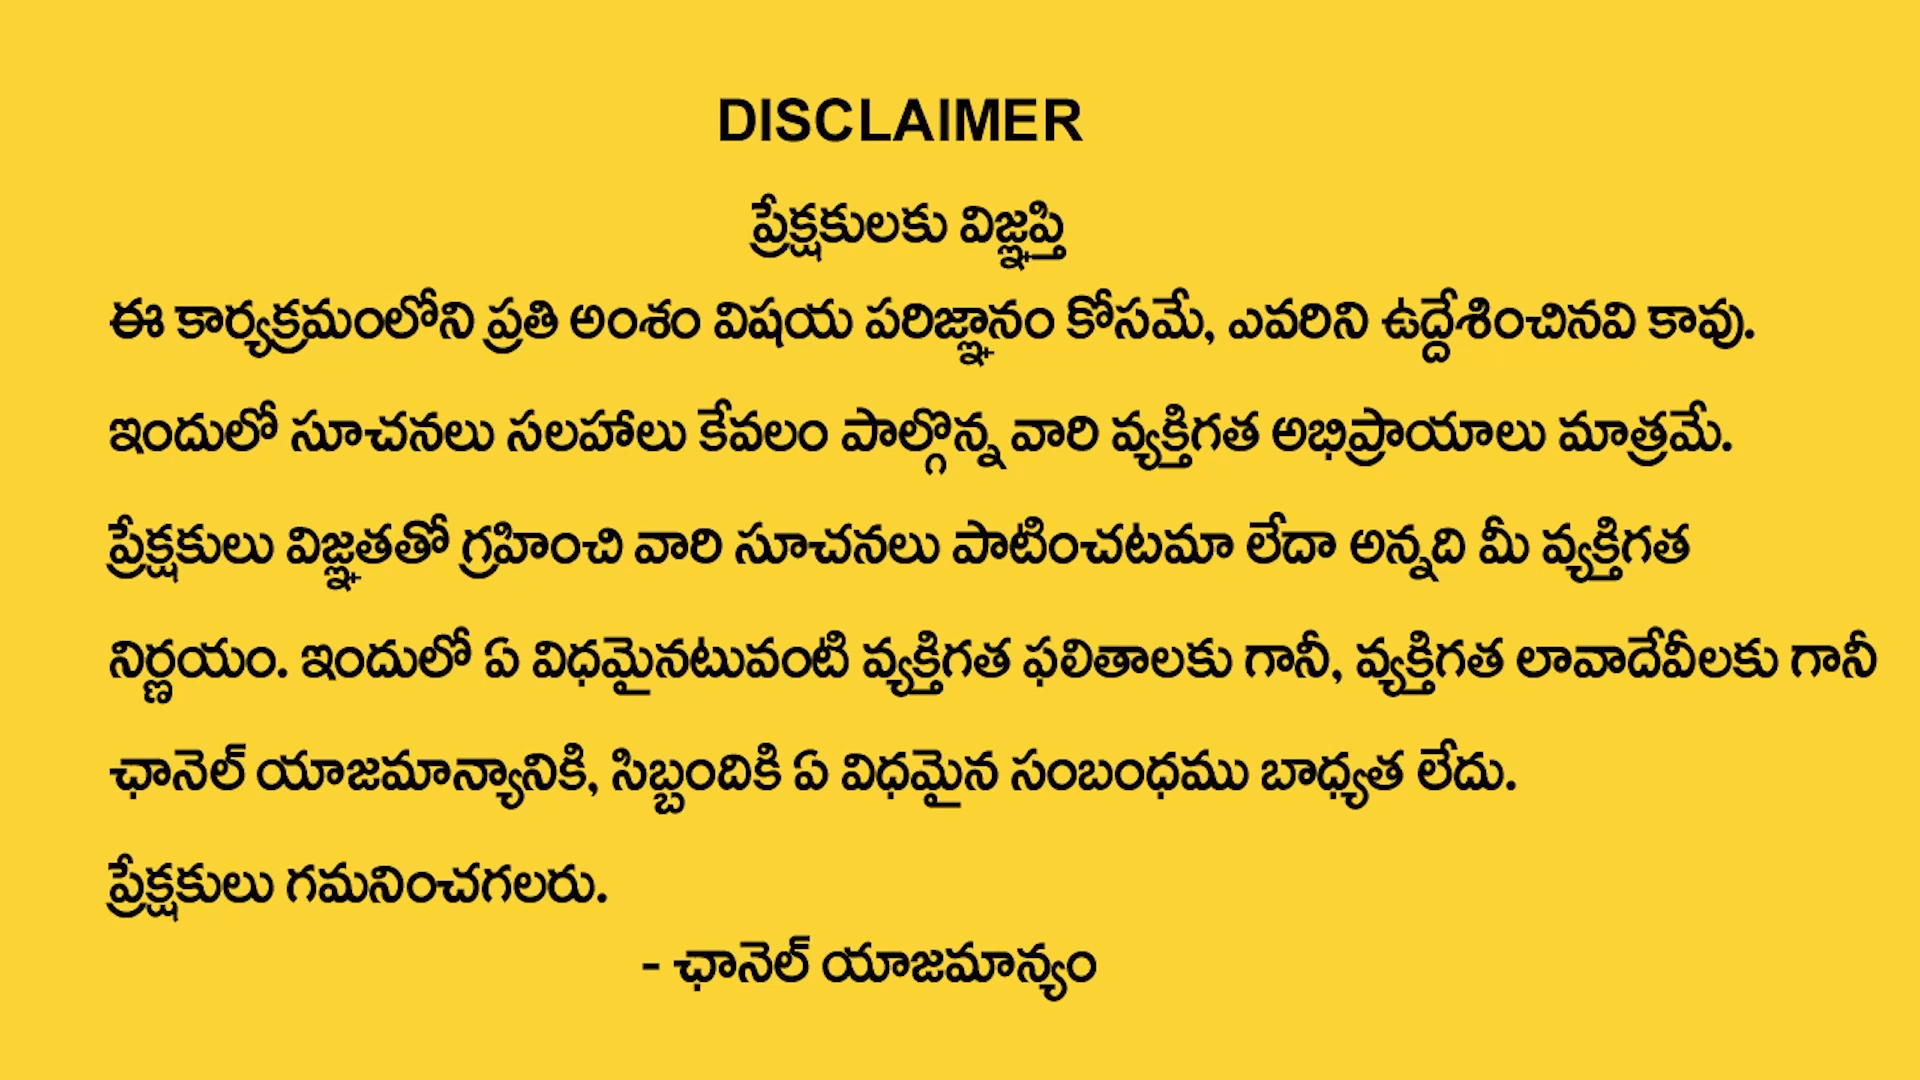 DISCLAIMER
ప్రేక్షకులకు విజ్ఞప్తి
ఈ కార్యక్రమంలోని ప్రతి అంశం విషయ పరిజ్ఞానం కోసమే, ఎవరిని ఉద్దేశించినవి కావు.
ఇందులో సూచనలు సలహాలు కేవలం పాల్గొన్న వారి వ్యక్తిగత అభిప్రాయాలు మాత్రమే.
ప్రేక్షకులు విజ్ఞతతో గ్రహించి వారి సూచనలు పాటించటమా లేదా అన్నది మీ వ్యక్తిగత
నిర్ణయం. ఇందులో ఏ విధమైనటువంటి వ్యక్తిగత ఫలితాలకు గానీ, వ్యక్తిగత లావాదేవీలకు గానీ
ఛానెల్ యాజమాన్యానికి, సిబ్బందికి ఏ విధమైన సంబంధము బాధ్యత లేదు.
ప్రేక్షకులు గమనించగలరు.
- ఛానెల్ యాజమాన్యం